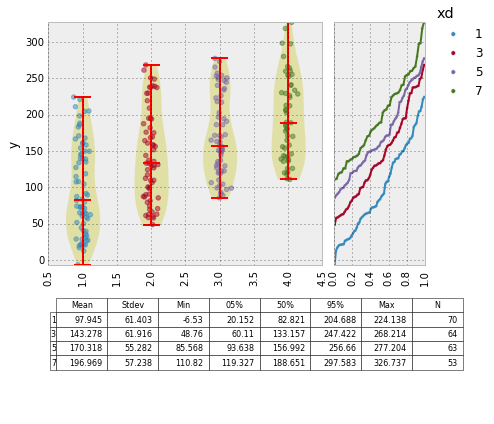 xd
1
3
5
7
y
300
250
200
150
100
50
0
0.5 1.0 1.5 2.0 2.5 3.0 3.5 4.0 4.5 0.0 0.2 0.4 0.6 0.8 1.0
Mean Stdev Min 05% 50% 95% Max N
1 97.945 61.403 -6.53 20.152 82.821 204.688 224.138 70
3 143.278 61.916 48.76 60.11 133.157 247.422 268.214 64
5 170.318 55.282 85.568 93.638 156.992 256.66 277.204 63
7 196.969 57.238 110.82 119.327 188.651 297.583 326.737 53